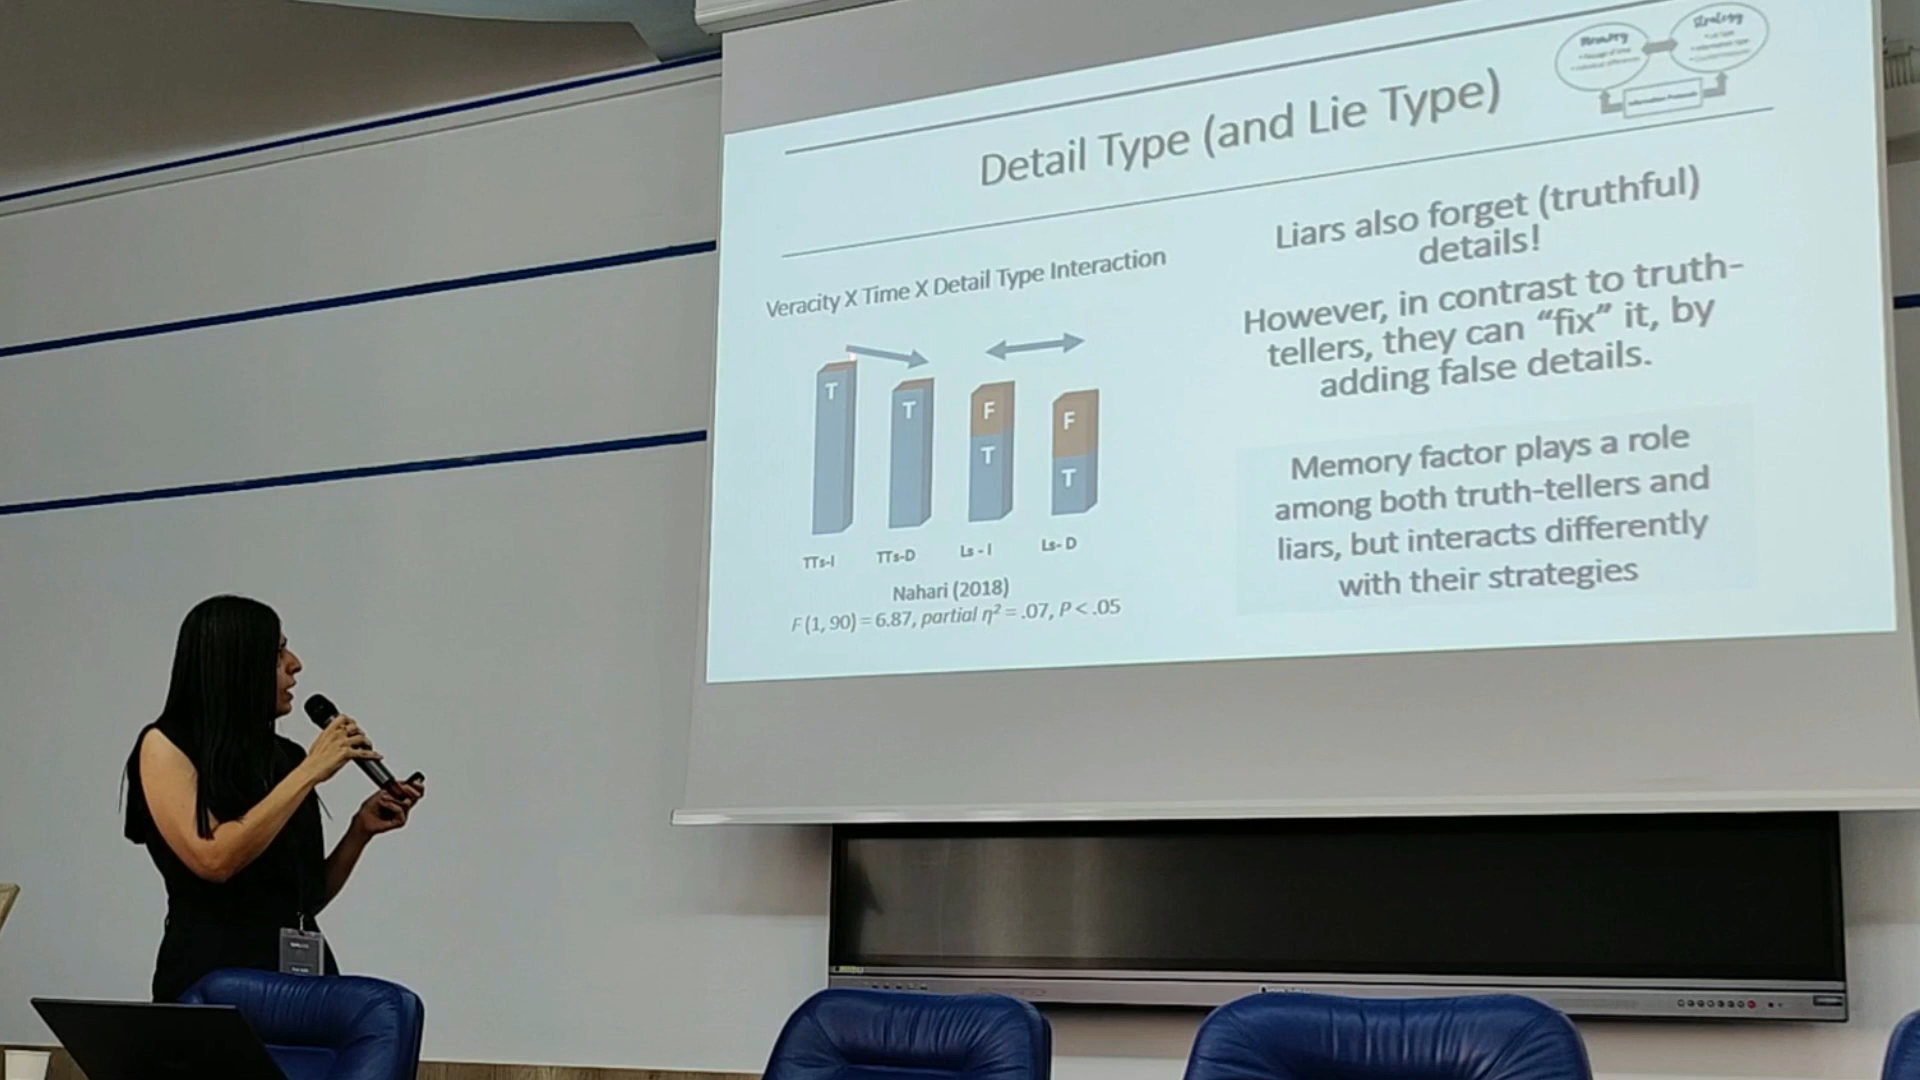 Memory
Strategy
Detail Type (and Lie Type)
Veracity X Time X Detail Type Interaction
T
T
F
T
F
T
TTs-I
TTs-D
Ls - I
Ls- D
Nahari (2018)
F (1, 90) = 6.87, partial η² = .07, P < .05
Liars also forget (truthful)
details!
However, in contrast to truth-
tellers, they can “fix” it, by
adding false details.
Memory factor plays a role
among both truth-tellers and
liars, but interacts differently
with their strategies